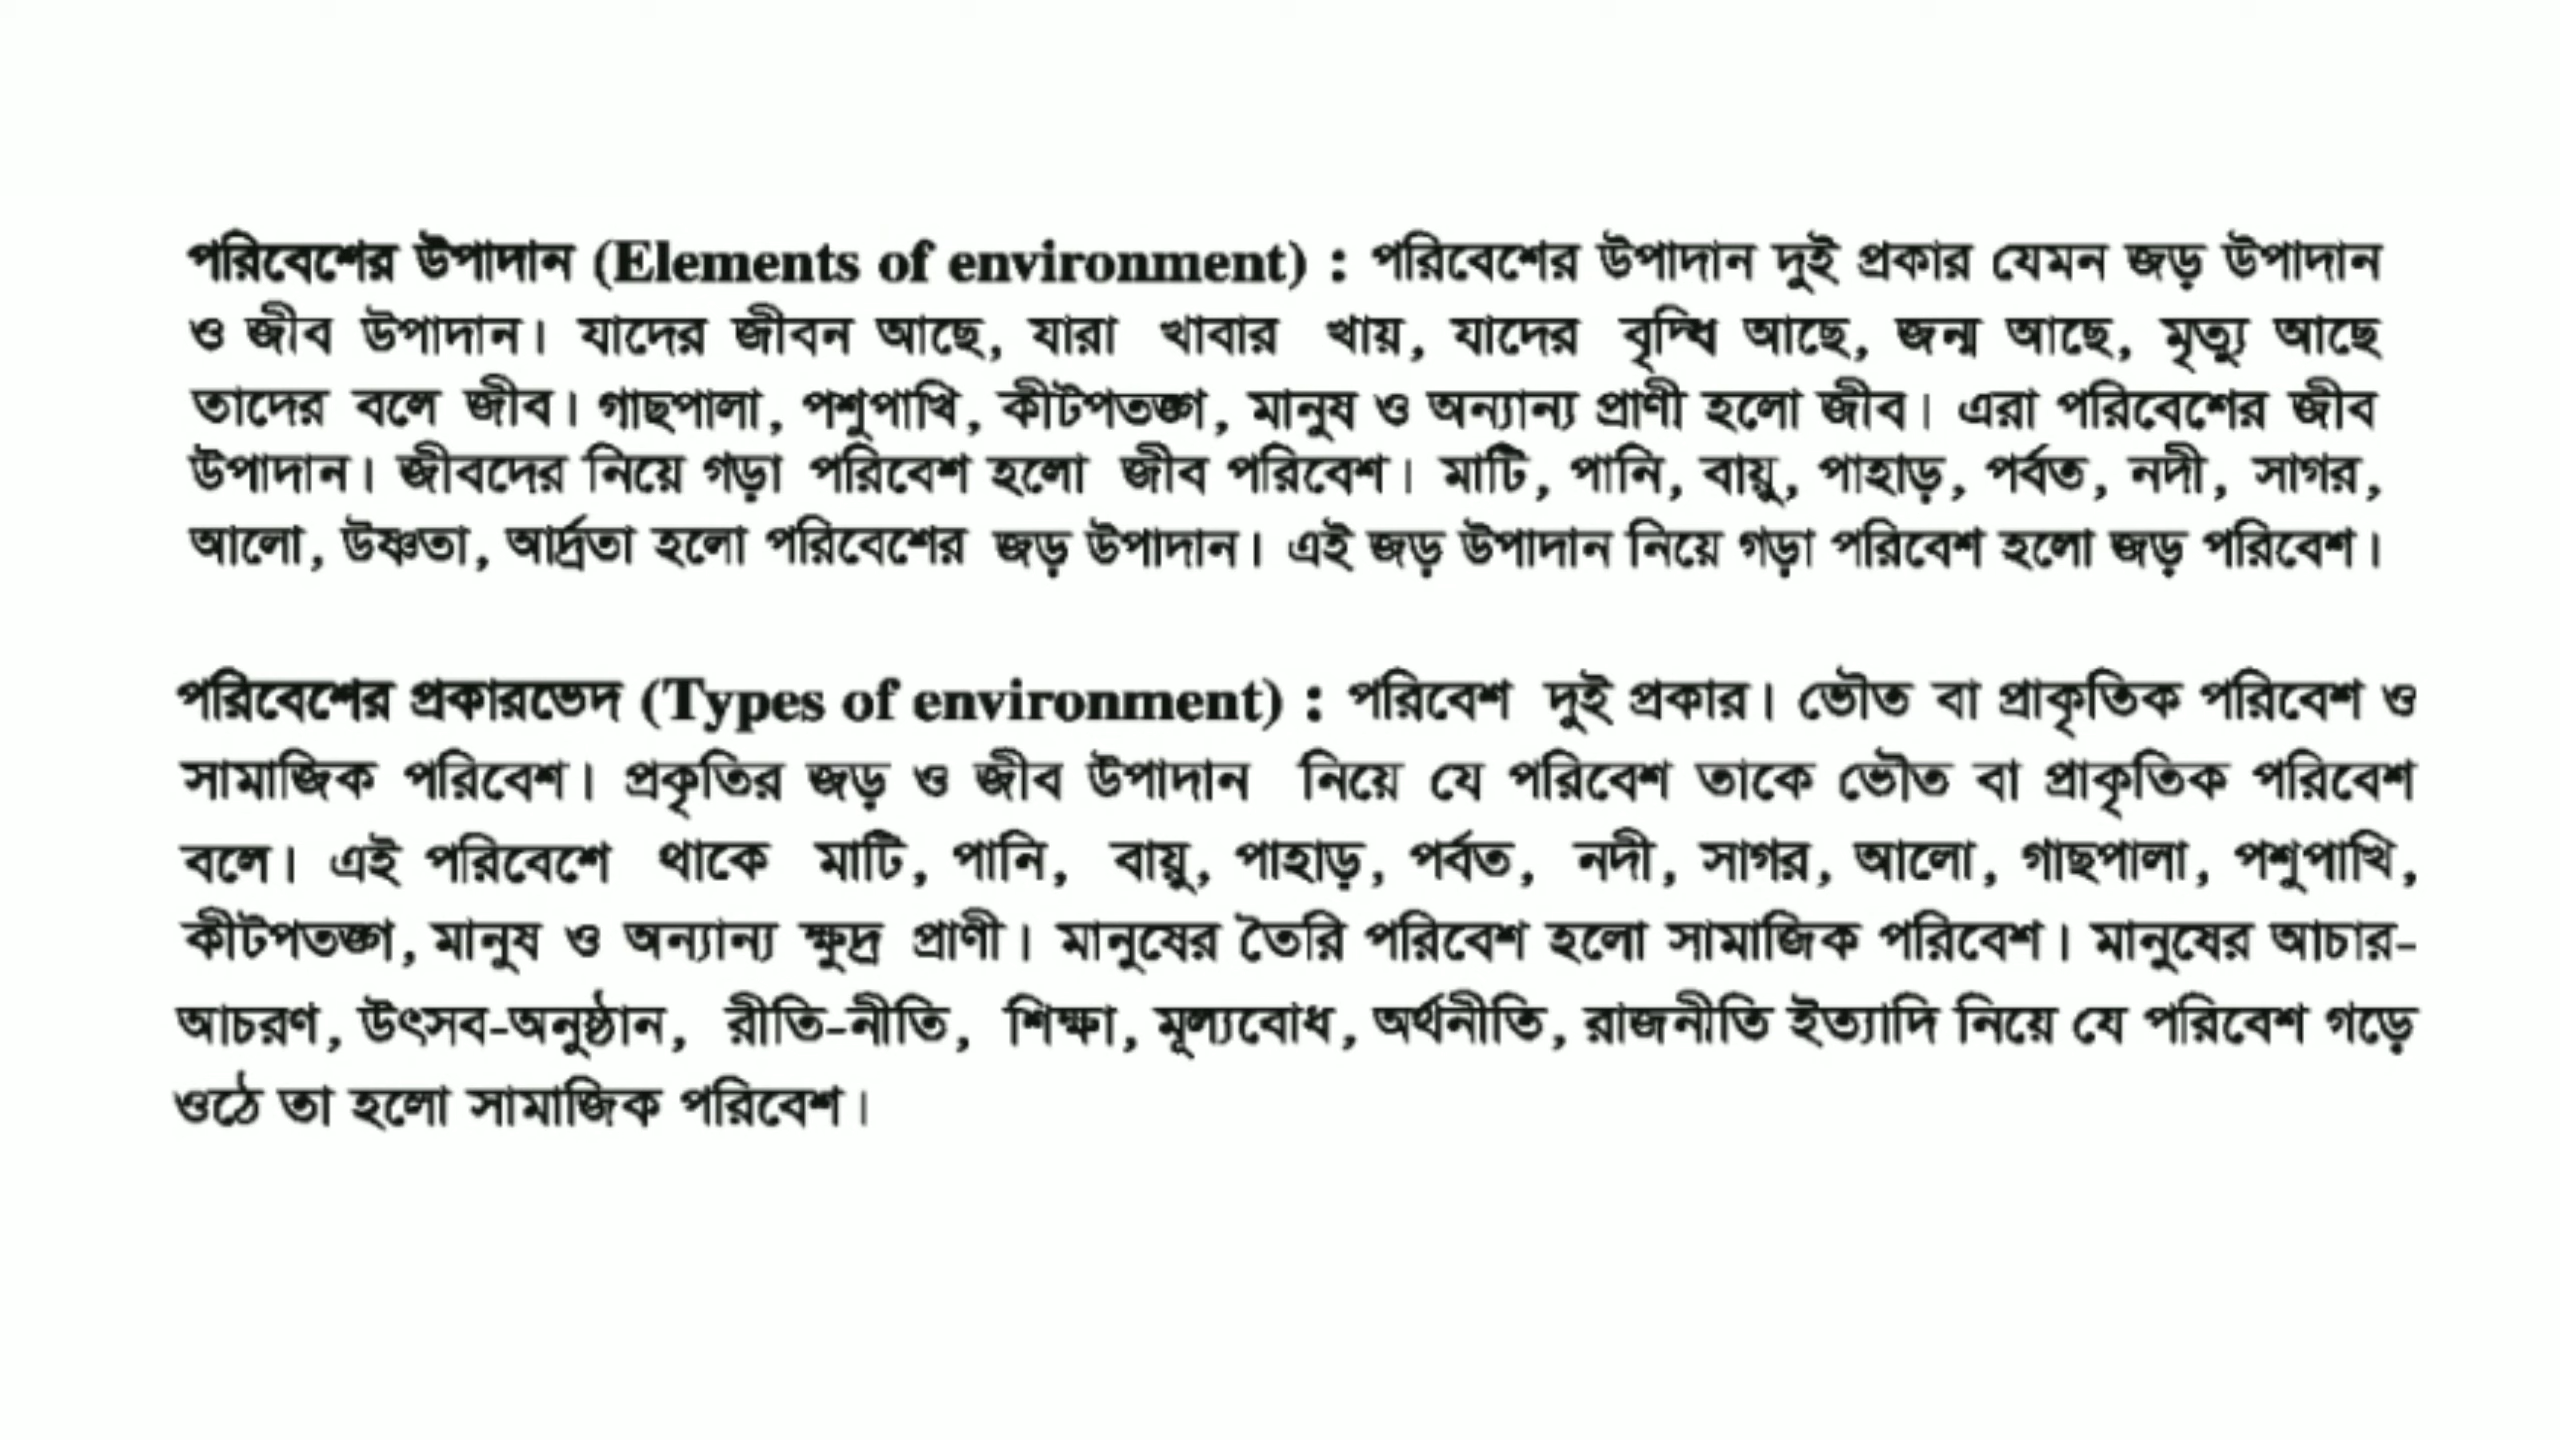 পরিবেশের উপাদান (Elements of environment) : পরিবেশের উপাদান দুই প্রকার যেমন জড় উপাদান
ও জীব উপাদান। যাদের জীবন আছে, যারা খাবার খায়, যাদের বৃদ্ধি আছে, জন্ম আছে, মৃত্যু আছে
তাদের বলে জীব। গাছপালা, পশুপাখি, কীটপতঙ্গ, মানুষ ও অন্যান্য প্রাণী হলো জীব। এরা পরিবেশের জীব
উপাদান। জীবদের নিয়ে গড়া পরিবেশ হলো জীব পরিবেশ। মাটি, পানি, বায়ু, পাহাড়, পর্বত, নদী, সাগর,
আলো, উষ্ণতা, আর্দ্রতা হলো পরিবেশের জড় উপাদান। এই জড় উপাদান নিয়ে গড়া পরিবেশ হলো জড় পরিবেশ।
পরিবেশের প্রকারভেদ (Types of environment) : পরিবেশ দুই প্রকার। ভৌত বা প্রাকৃতিক পরিবেশ ও
সামাজিক পরিবেশ। প্রকৃতির জড় ও জীব উপাদান নিয়ে যে পরিবেশ তাকে ভৌত বা প্রাকৃতিক পরিবেশ
বলে। এই পরিবেশে থাকে মাটি, পানি, বায়ু, পাহাড়, পর্বত, নদী, সাগর, আলো, গাছপালা, পশুপাখি,
কীটপতঙ্গ, মানুষ ও অন্যান্য ক্ষুদ্র প্রাণী। মানুষের তৈরি পরিবেশ হলো সামাজিক পরিবেশ। মানুষের আচার-
আচরণ, উৎসব-অনুষ্ঠান, রীতি-নীতি, শিক্ষা, মূল্যবোধ, অর্থনীতি, রাজনীতি ইত্যাদি নিয়ে যে পরিবেশ গড়ে
ওঠে তা হলো সামাজিক পরিবেশ।